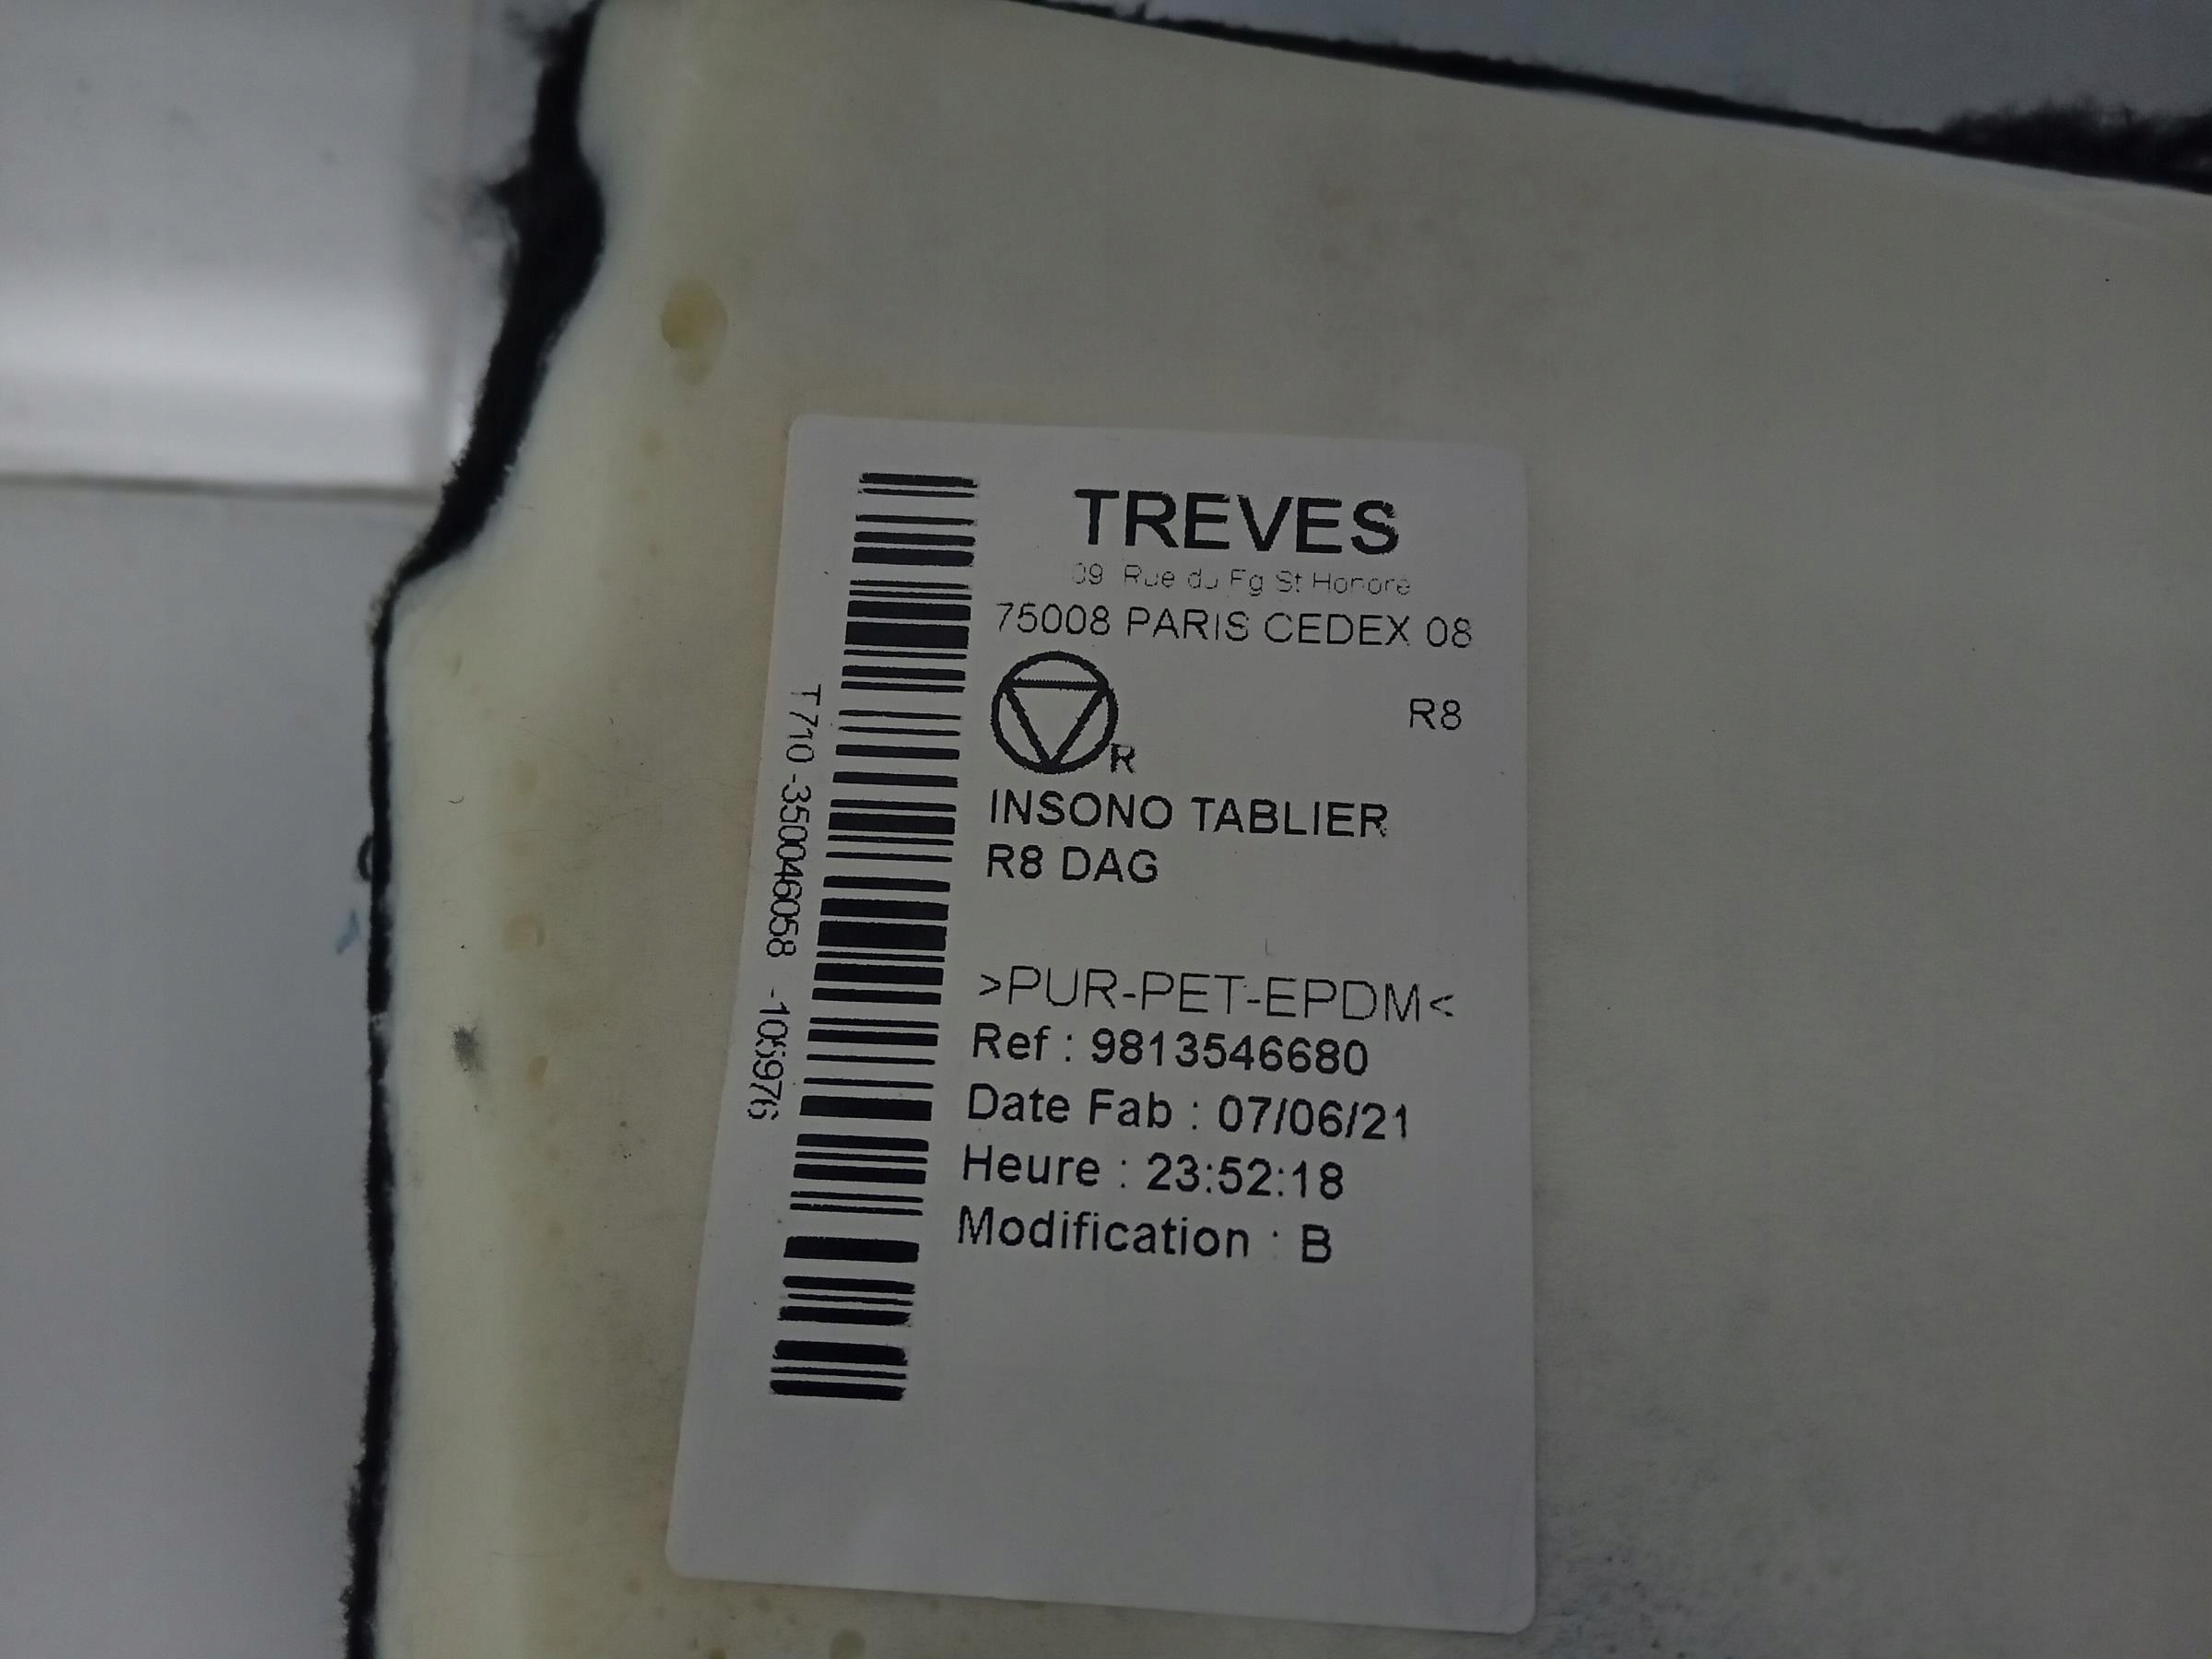 TREVES
09 Rue du Fg St Honore
75008 PARIS CEDEX 08
R8
R
INSONO TABLIER
R8 DAG
>PUR-PET-EPDM<
Ref : 9813546680
Date Fab : 07/06/21
Heure : 23:52:18
Modification : B
T710-350046058